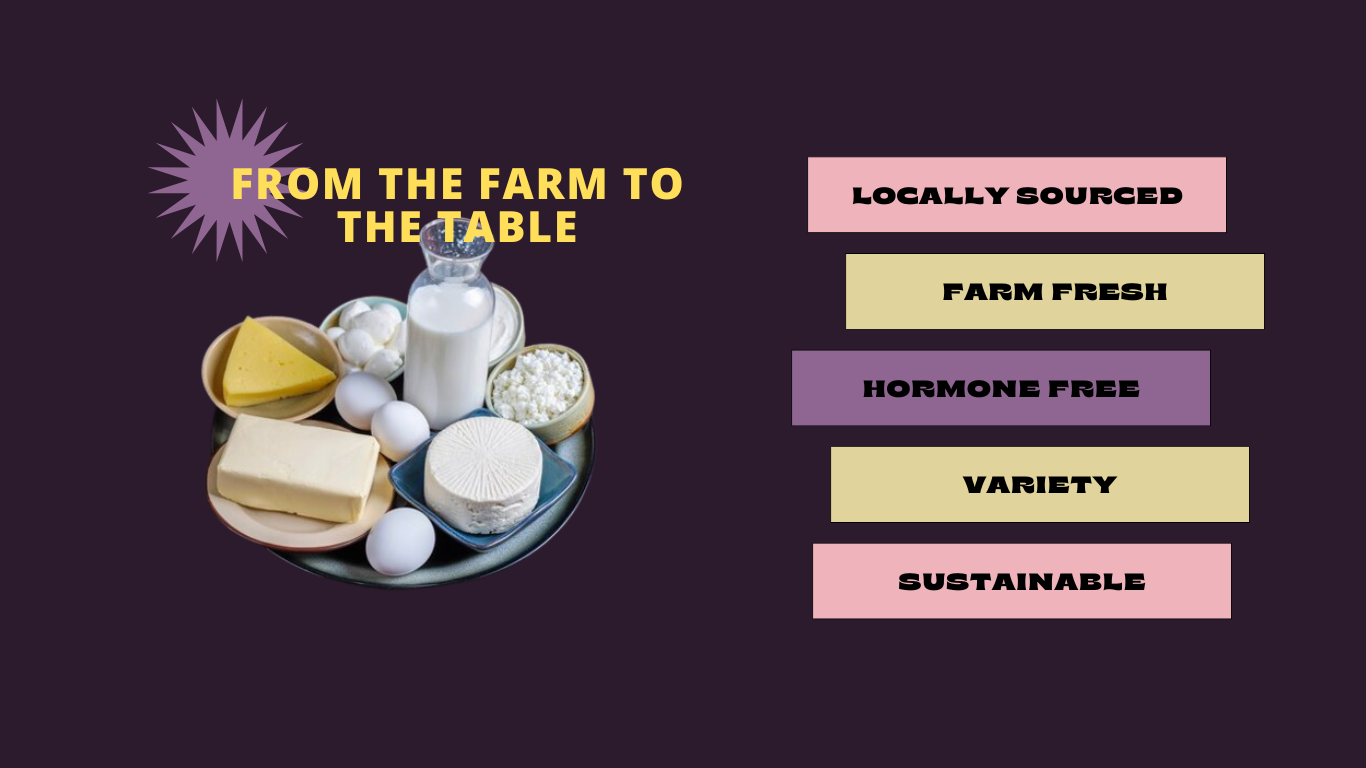 FROM THE FARM TO
THE TABLE
LOCALLY SOURCED
FARM FRESH
HORMONE FREE
VARIETY
SUSTAINABLE